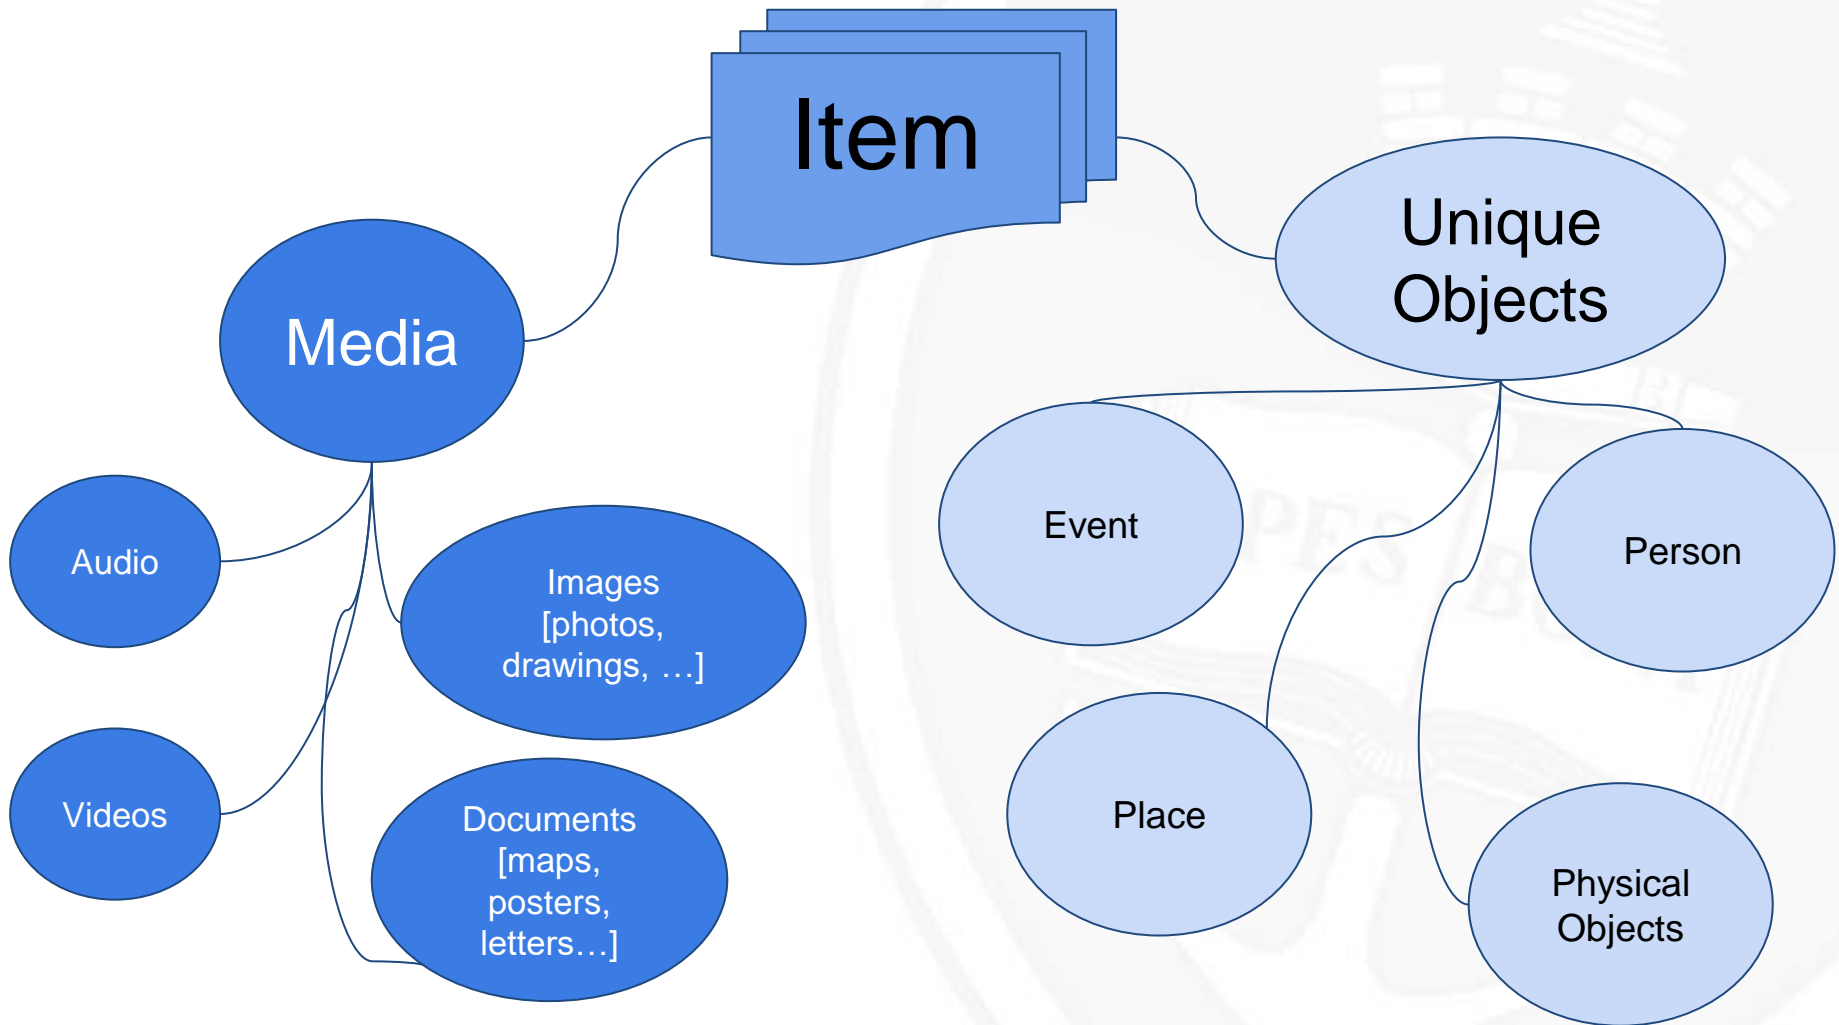 Item
Media
Unique
Objects
Audio
Images
[photos,
drawings, …]
Videos
Documents
[maps,
posters,
letters…]
Event
Person
Place
Physical
Objects